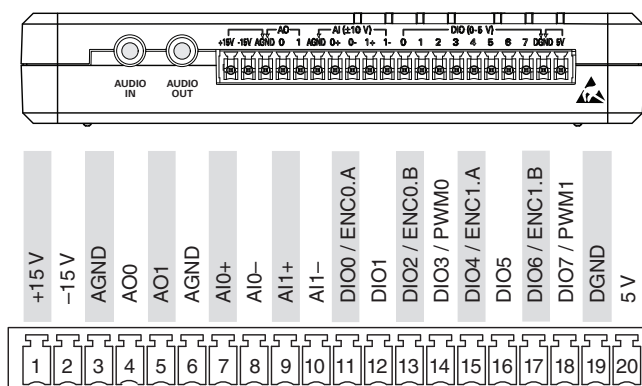 AO AI (±10 V) DIO (0-5 V)
+15V -15V AGND 0 1 AGND 0+ 0- 1+ 1- 0 1 2 3 4 5 6 7 DGND 5V
AUDIO IN
AUDIO OUT
+15 V
–15 V
AGND
AO0
AO1
AGND
AI0+
AI0–
AI1+
AI1–
DIO0 / ENC0.A
DIO1
DIO2 / ENC0.B
DIO3 / PWM0
DIO4 / ENC1.A
DIO5
DIO6 / ENC1.B
DIO7 / PWM1
DGND
5 V
1 2 3 4 5 6 7 8 9 10 11 12 13 14 15 16 17 18 19 20